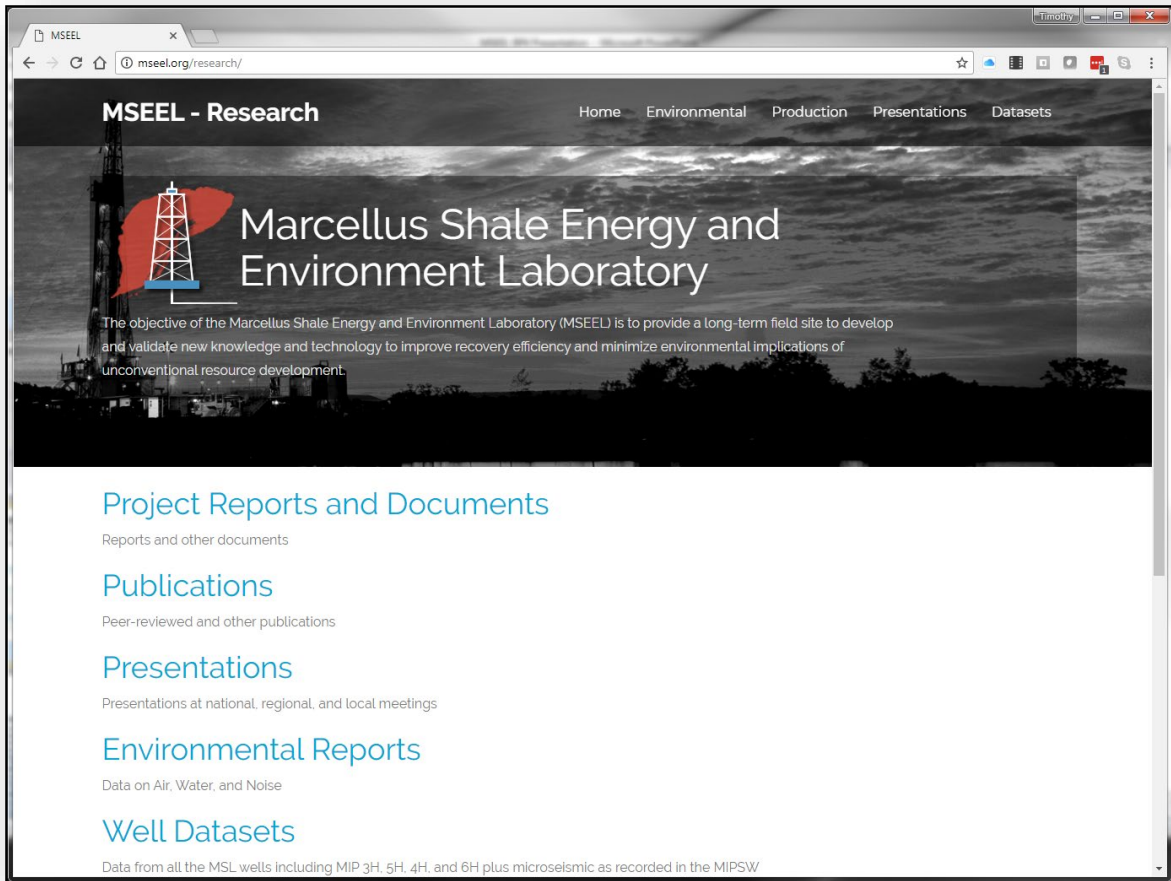 Timothy
MSEEL
mseel.org/research/
MSEEL - Research
Home Environmental Production Presentations Datasets
Marcellus Shale Energy and
Environment Laboratory
The objective of the Marcellus Shale Energy and Environment Laboratory (MSEEL) is to provide a long-term field site to develop
and validate new knowledge and technology to improve recovery efficiency and minimize environmental implications of
unconventional resource development.
Project Reports and Documents
Reports and other documents
Publications
Peer-reviewed and other publications
Presentations
Presentations at national, regional, and local meetings
Environmental Reports
Data on Air, Water, and Noise
Well Datasets
Data from all the MSL wells including MIP 3H, 5H, 4H, and 6H plus microseismic as recorded in the MIPSW